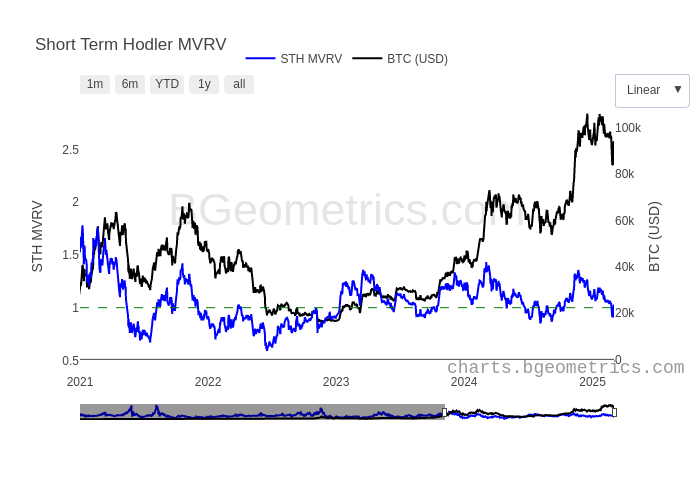 Short Term Hodler MVRV
STH MVRV BTC (USD)
1m 6m YTD 1y all
Linear ▼
BGeometrics.com
STH MVRV
2.5
2
1.5
1
0.5
100k
80k
60k
40k
20k
0
BTC (USD)
charts.bgeometrics.com
2021 2022 2023 2024 2025